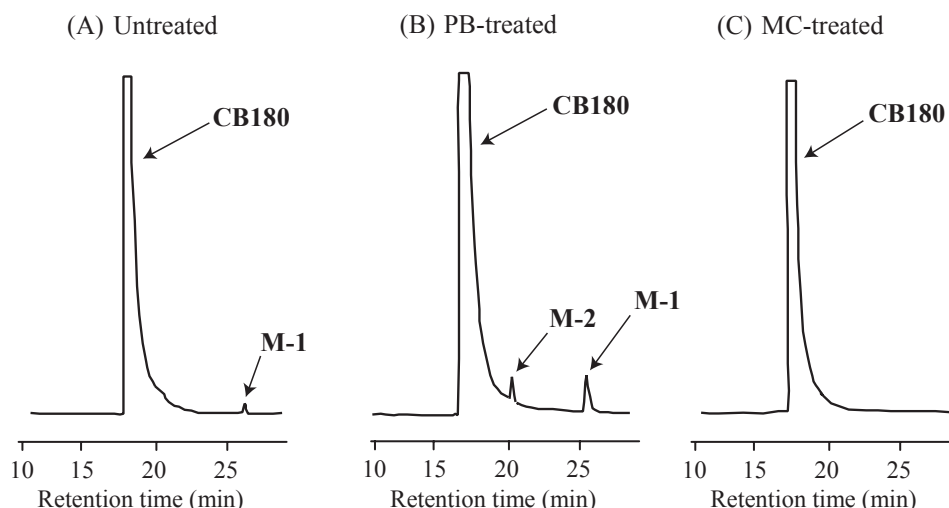 (A) Untreated
(B) PB-treated
(C) MC-treated
CB180
CB180
CB180
M-1
M-2
M-1
10 15 20 25
10 15 20 25
10 15 20 25
Retention time (min)
Retention time (min)
Retention time (min)